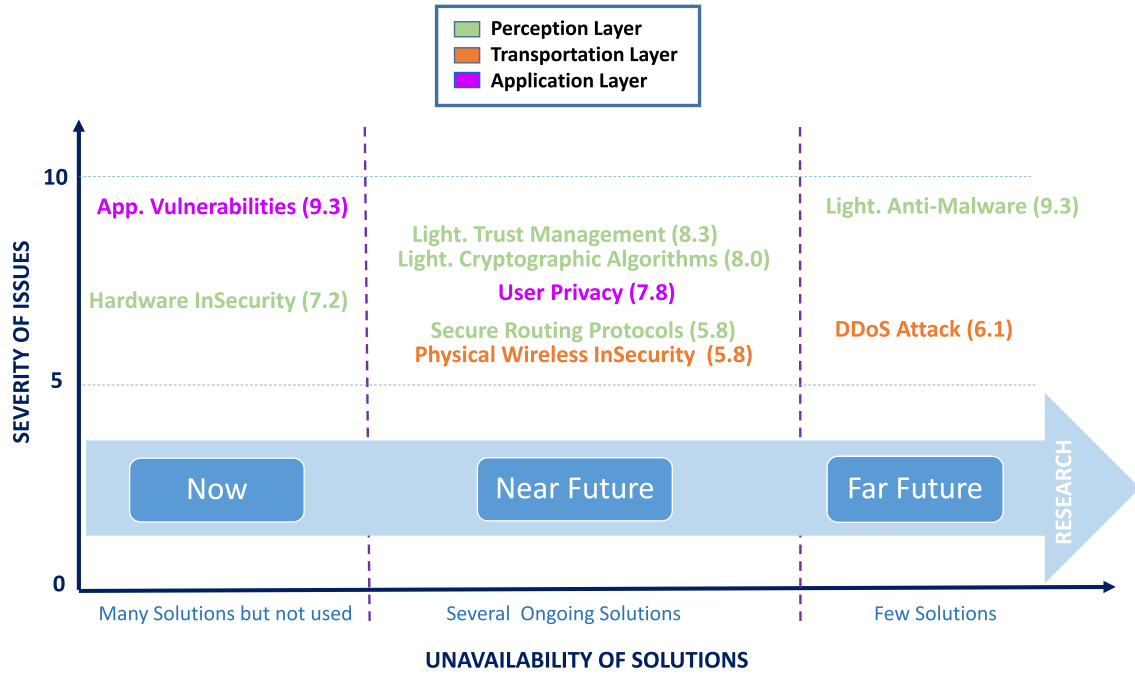 Perception Layer
Transportation Layer
Application Layer
10
App. Vulnerabilities (9.3)
Light. Anti-Malware (9.3)
Light. Trust Management (8.3)
Light. Cryptographic Algorithms (8.0)
User Privacy (7.8)
Hardware InSecurity (7.2)
Secure Routing Protocols (5.8)
DDoS Attack (6.1)
Physical Wireless InSecurity (5.8)
SEVERITY OF ISSUES
5
Now
Near Future
Far Future
RESEARCH
0
Many Solutions but not used
Several Ongoing Solutions
Few Solutions
UNAVAILABILITY OF SOLUTIONS